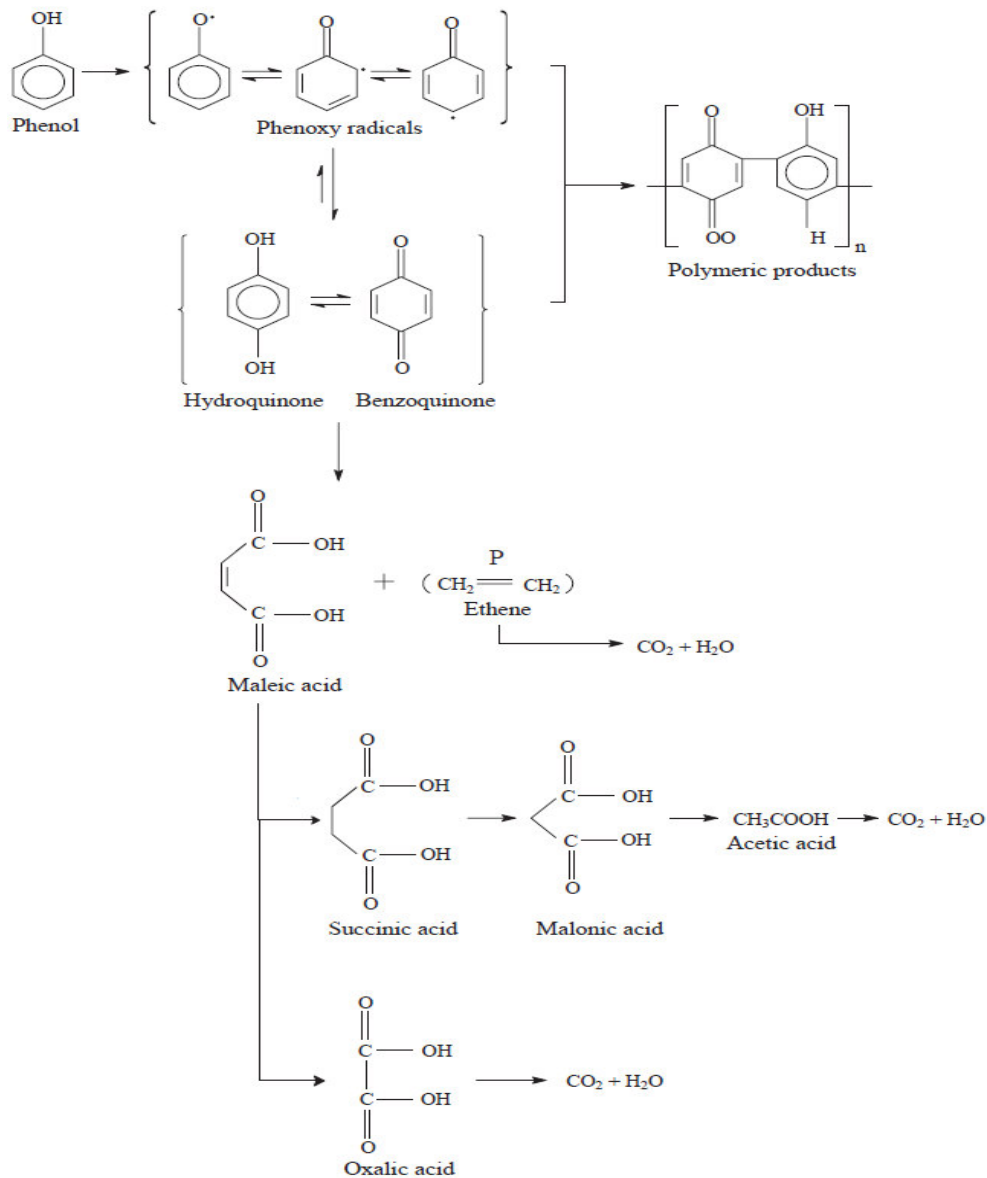 OH
Phenol
O•
O
•
O
•
Phenoxy radicals
O
OO
OH
H
n
Polymeric products
OH
OH
Hydroquinone
O
O
Benzoquinone
O
C
OH
C
OH
O
Maleic acid
+
P
(CH₂ CH₂)
Ethene
CO₂ + H₂O
O
C
OH
C
OH
O
Succinic acid
O
C
OH
C
OH
O
Malonic acid
CH₃COOH
Acetic acid
CO₂ + H₂O
O
C
OH
C
OH
O
Oxalic acid
CO₂ + H₂O